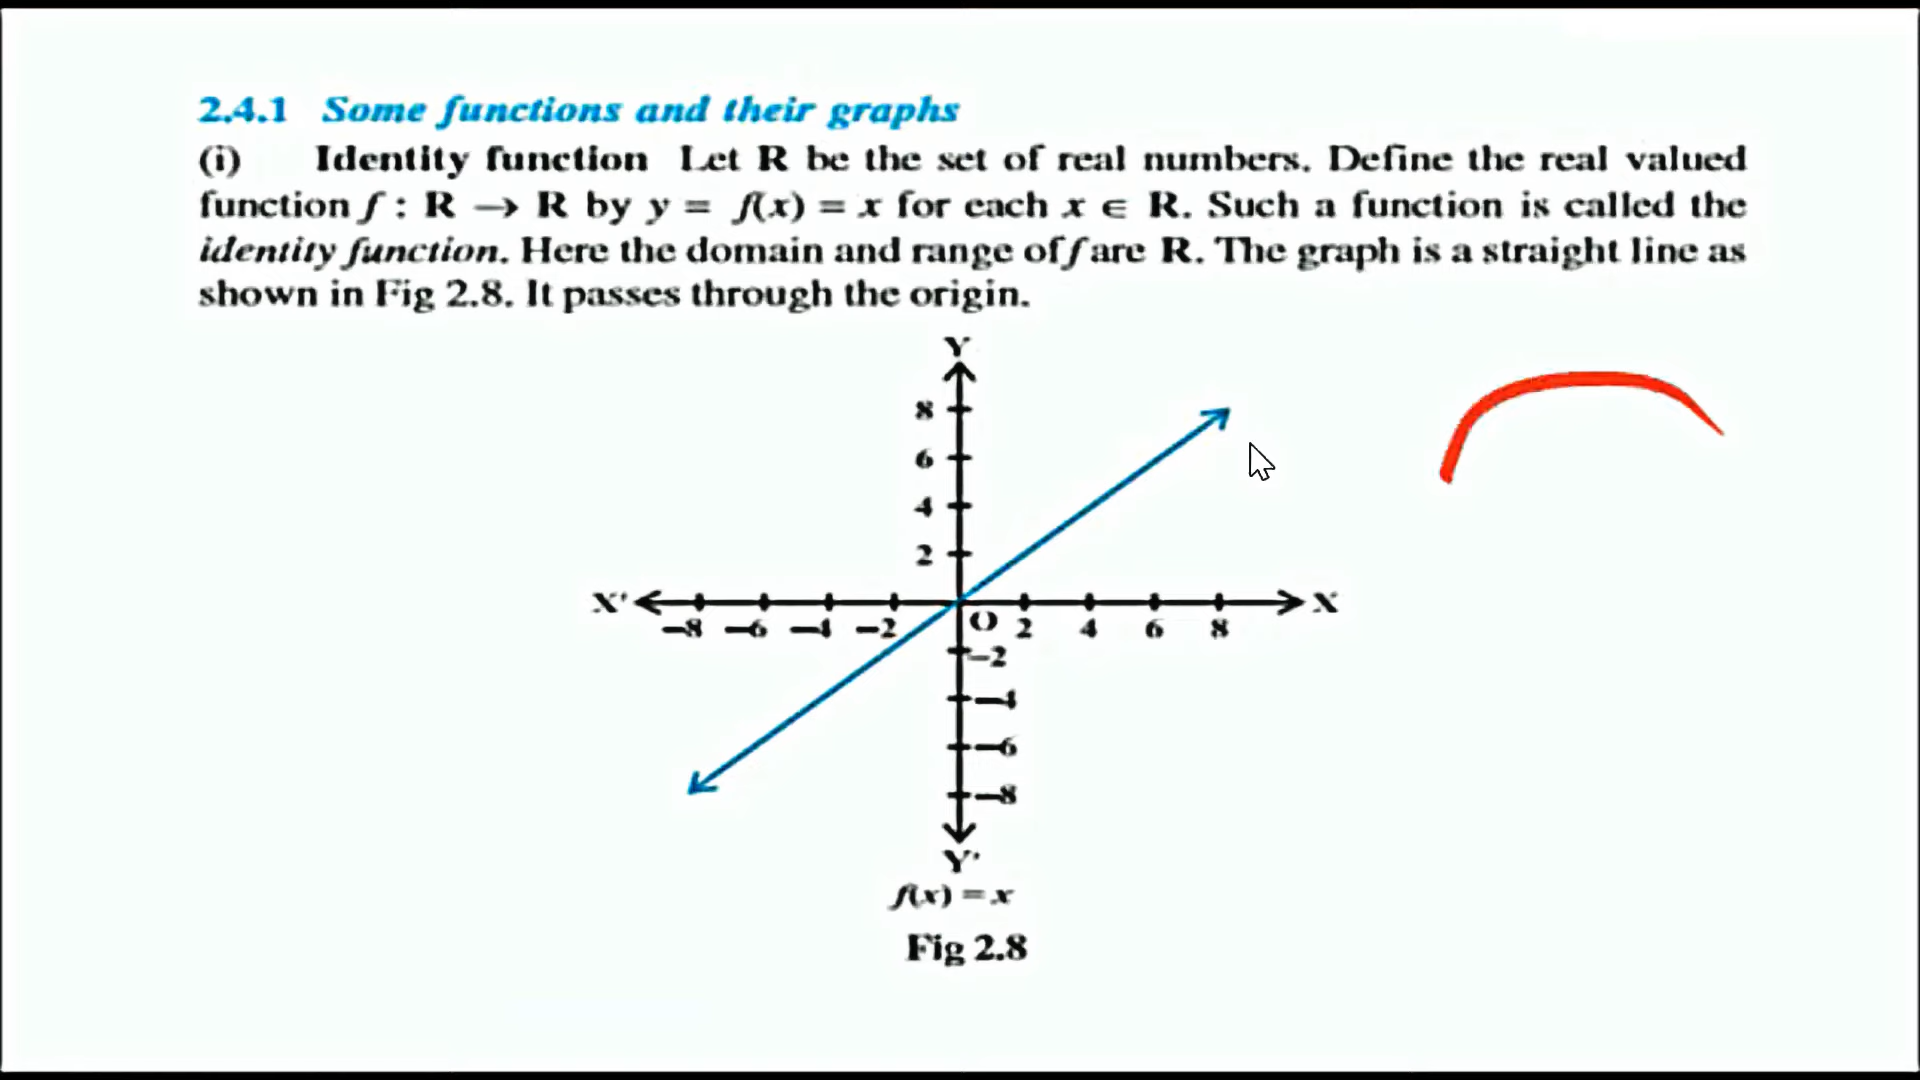 2.4.1 Some functions and their graphs
(i) Identity function Let R be the set of real numbers. Define the real valued
function f : R → R by y = f(x) = x for each x ∈ R. Such a function is called the
identity function. Here the domain and range of f are R. The graph is a straight line as
shown in Fig 2.8. It passes through the origin.
Y
8
6
4
2
X' X
–8 –6 –4 –2 O 2 4 6 8
–2
–4
–6
–8
Y'
f(x) = x
Fig 2.8